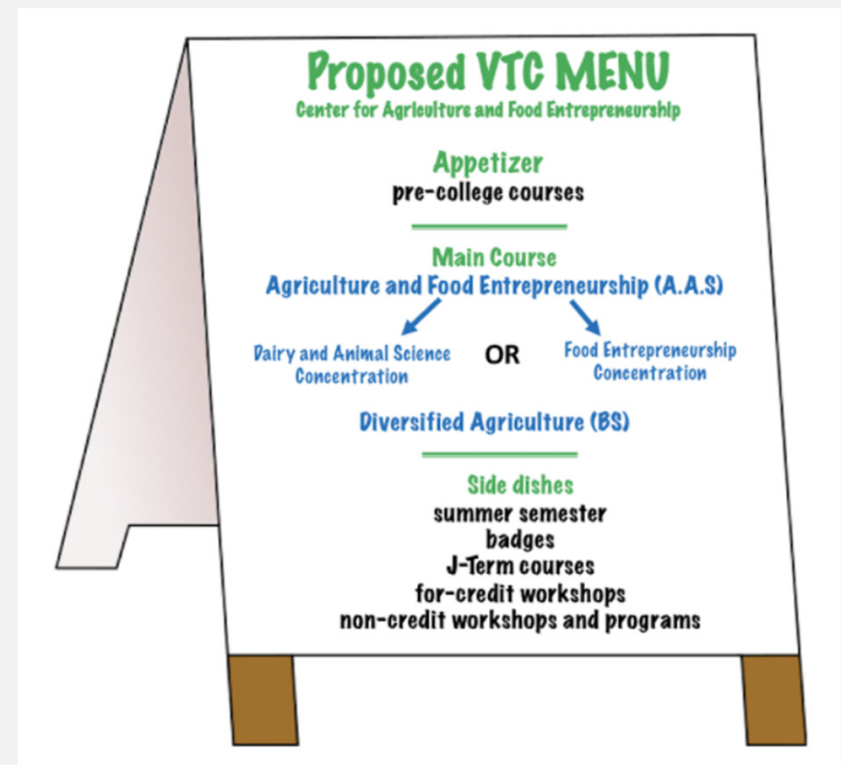 Proposed VTC MENU
Center for Agriculture and Food Entrepreneurship
Appetizer
pre-college courses
Main Course
Agriculture and Food Entrepreneurship (A.A.S)
Dairy and Animal Science
Concentration
OR
Food Entrepreneurship
Concentration
Diversified Agriculture (BS)
Side dishes
summer semester
badges
J-Term courses
for-credit workshops
non-credit workshops and programs